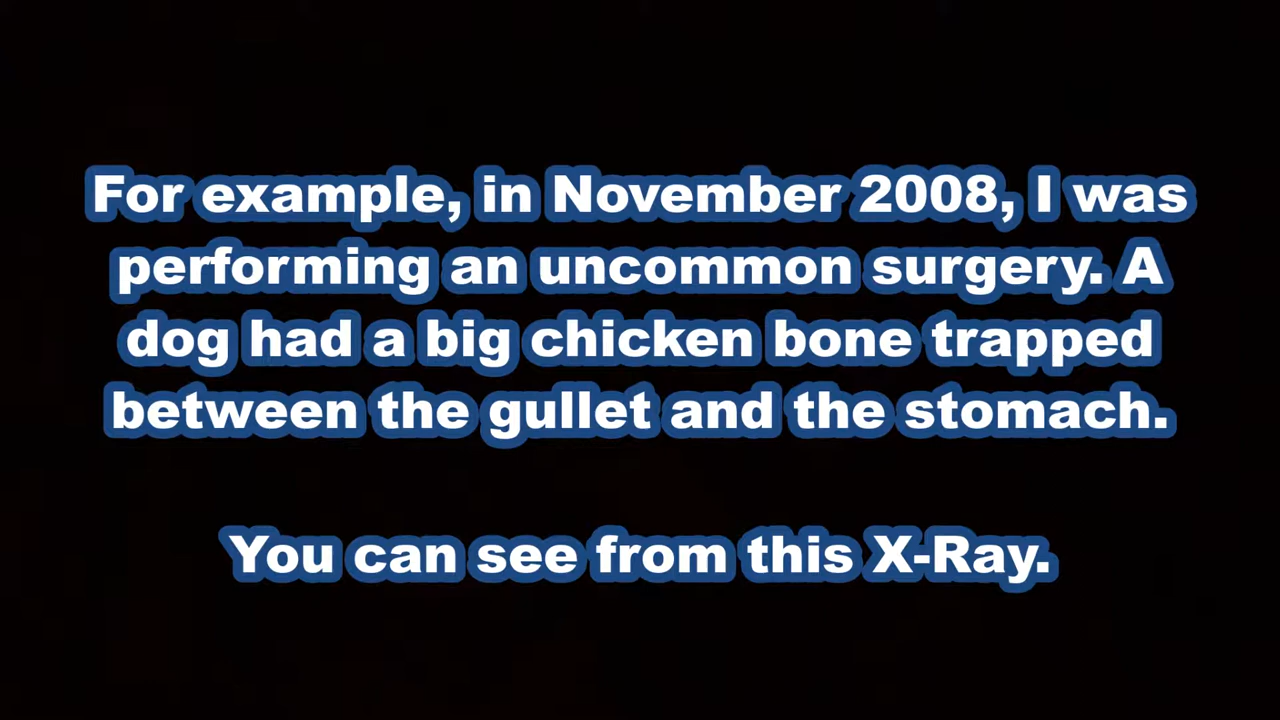 For example, in November 2008, I was
performing an uncommon surgery. A
dog had a big chicken bone trapped
between the gullet and the stomach.
You can see from this X-Ray.